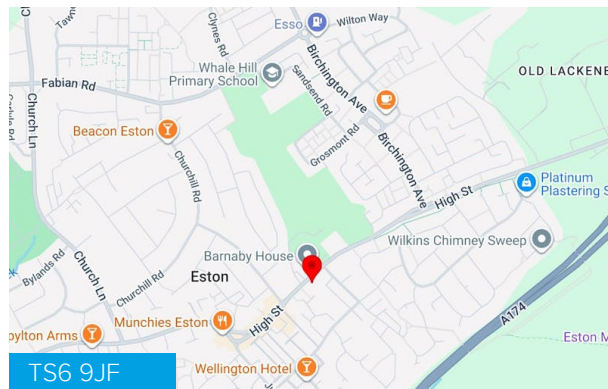 Esso
Wilton Way
Clynes Rd
Whale Hill
Primary School
Sandsend Rd
Birchington Ave
OLD LACKENE
Fabian Rd
Church Ln
Beacon Eston
Grosmont Rd
Birchington Ave
Churchill Rd
High St
Platinum
Plastering S
Barnaby House
Wilkins Chimney Sweep
Bylands Rd
Church Ln
Churchill Rd
Eston
A174
oylton Arms
Munchies Eston
High St
Eston M
Wellington Hotel
TS6 9JF